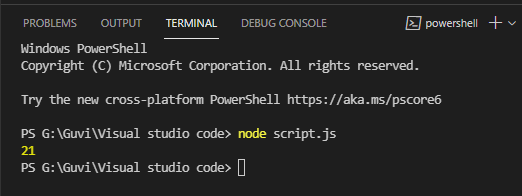 PROBLEMS OUTPUT TERMINAL DEBUG CONSOLE powershell
Windows PowerShell
Copyright (C) Microsoft Corporation. All rights reserved.
Try the new cross-platform PowerShell https://aka.ms/pscore6
PS G:\Guvi\Visual studio code> node script.js
21
PS G:\Guvi\Visual studio code>